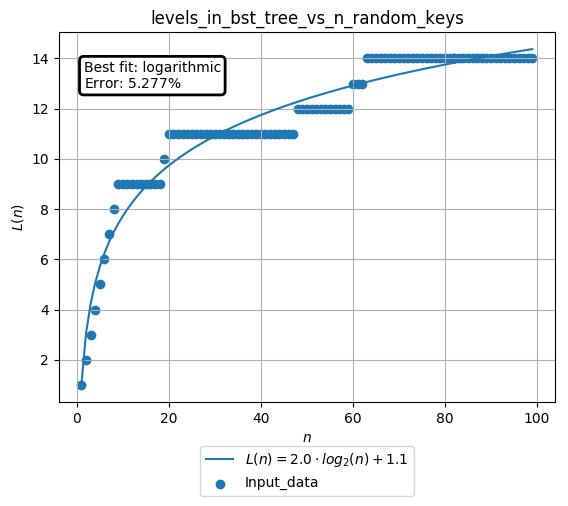 levels_in_bst_tree_vs_n_random_keys
Best fit: logarithmic
Error: 5.277%
14
12
10
8
6
4
2
L(n)
0
20
40
60
80
100
n
L(n) = 2.0 · log₂(n) + 1.1
Input_data